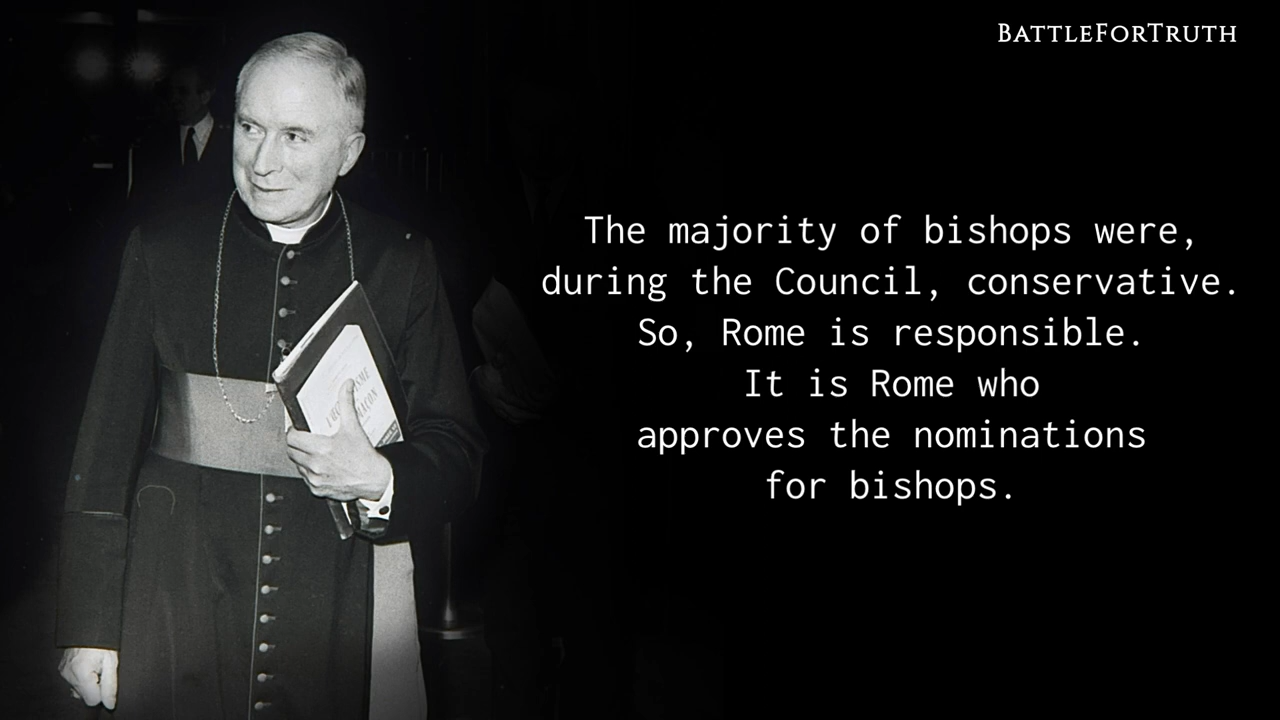 BATTLEFORTRUTH
The majority of bishops were,
during the Council, conservative.
So, Rome is responsible.
It is Rome who
approves the nominations
for bishops.